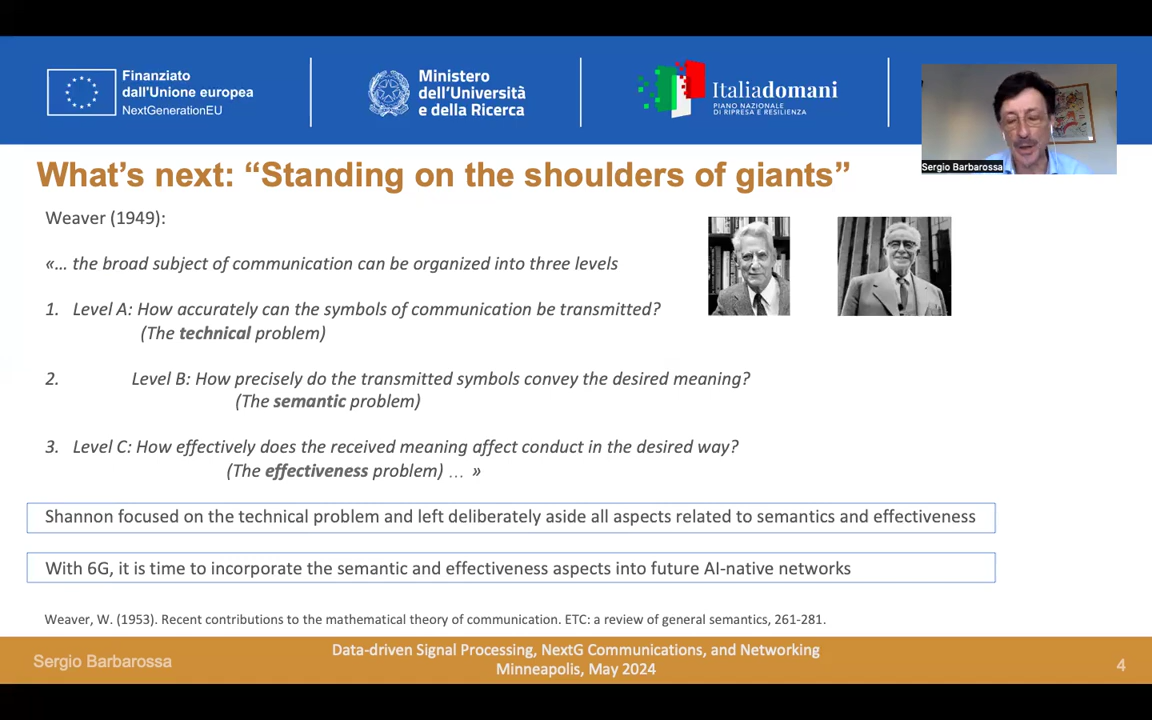 Finanziato
dall'Unione europea
NextGenerationEU
Ministero
dell'Università
e della Ricerca
Italiadomani
PIANO NAZIONALE
DI RIPRESA E RESILIENZA
Sergio Barbarossa
What's next: “Standing on the shoulders of giants”
Weaver (1949):
«… the broad subject of communication can be organized into three levels
1. Level A: How accurately can the symbols of communication be transmitted?
(The technical problem)
2. Level B: How precisely do the transmitted symbols convey the desired meaning?
(The semantic problem)
3. Level C: How effectively does the received meaning affect conduct in the desired way?
(The effectiveness problem) … »
Shannon focused on the technical problem and left deliberately aside all aspects related to semantics and effectiveness
With 6G, it is time to incorporate the semantic and effectiveness aspects into future AI-native networks
Weaver, W. (1953). Recent contributions to the mathematical theory of communication. ETC: a review of general semantics, 261-281.
Sergio Barbarossa
Data-driven Signal Processing, NextG Communications, and Networking
Minneapolis, May 2024
4